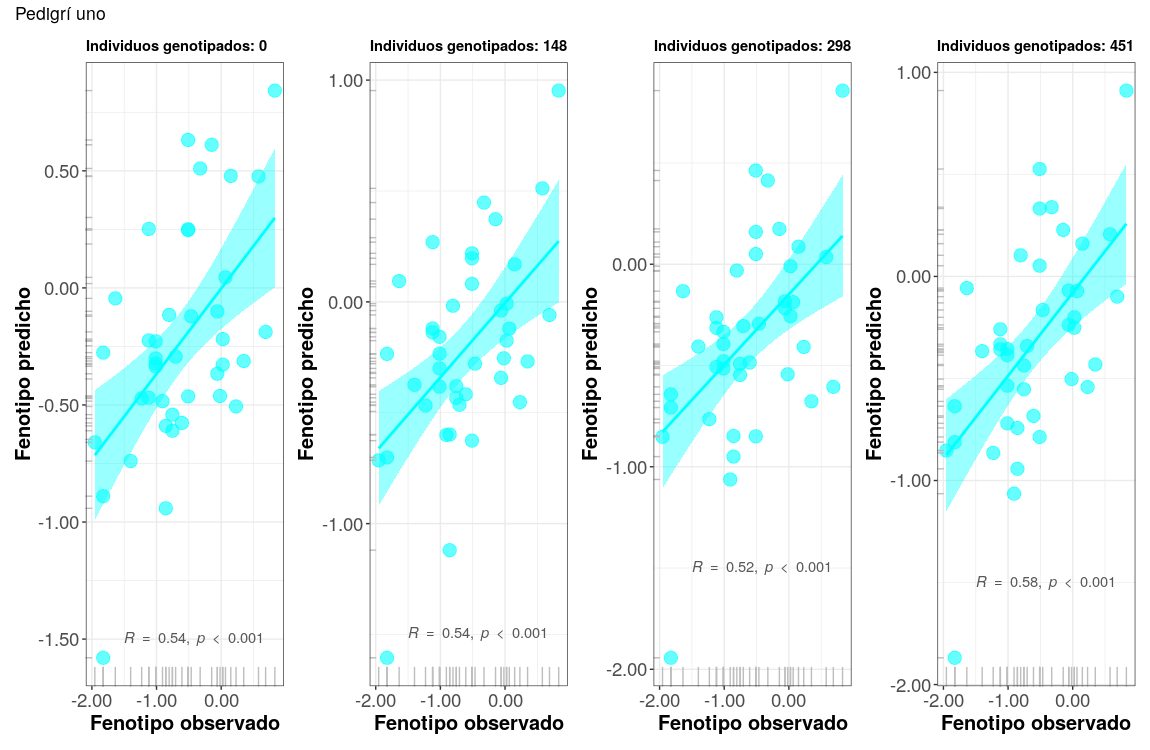 Pedigrí uno
Individuos genotipados: 0
Individuos genotipados: 148
Individuos genotipados: 298
Individuos genotipados: 451
Fenotipo predicho
0.50
0.00
-0.50
-1.00
-1.50
R = 0.54, p < 0.001
-2.00 -1.00 0.00
Fenotipo observado
Fenotipo predicho
1.00
0.00
-1.00
R = 0.54, p < 0.001
-2.00 -1.00 0.00
Fenotipo observado
Fenotipo predicho
0.00
-1.00
-2.00
R = 0.52, p < 0.001
-2.00 -1.00 0.00
Fenotipo observado
Fenotipo predicho
1.00
0.00
-1.00
-2.00
R = 0.58, p < 0.001
-2.00 -1.00 0.00
Fenotipo observado